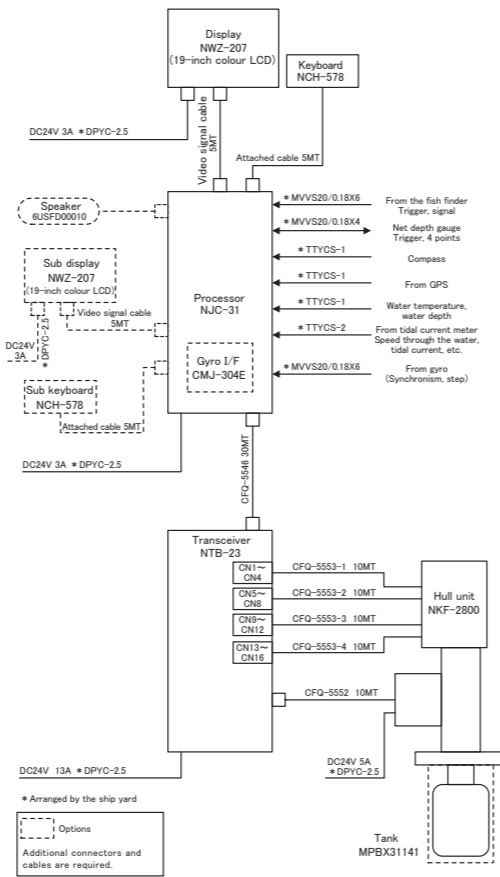 Display
NWZ-207
(19-inch colour LCD)
Keyboard
NCH-578
DC24V 3A *DPYC-2.5
Video signal cable
5MT
Attached cable 5MT
Speaker
6USFD00010
Sub display
NWZ-207
(19-inch colour LCD)
Video signal cable
5MT
DC24V
3A
*DPYC-2.5
Sub keyboard
NCH-578
Attached cable 5MT
DC24V 3A *DPYC-2.5
Processor
NJC-31
Gyro I/F
CMJ-304E
*MVVS20/0.18X6
From the fish finder
Trigger, signal
*MVVS20/0.18X4
Net depth gauge
Trigger, 4 points
*TTYCS-1
Compass
*TTYCS-1
From GPS
*TTYCS-1
Water temperature,
water depth
*TTYCS-2
From tidal current meter
Speed through the water,
tidal current, etc.
*MVVS20/0.18X6
From gyro
(Synchronism, step)
CFQ-5546 30MT
Transceiver
NTB-23
CN1～
CN4
CFQ-5553-1 10MT
CN5～
CN8
CFQ-5553-2 10MT
CN9～
CN12
CFQ-5553-3 10MT
CN13～
CN16
CFQ-5553-4 10MT
Hull unit
NKF-2800
CFQ-5552 10MT
DC24V 5A
*DPYC-2.5
DC24V 13A *DPYC-2.5
*Arranged by the ship yard
Options
Additional connectors and
cables are required.
Tank
MPBX31141